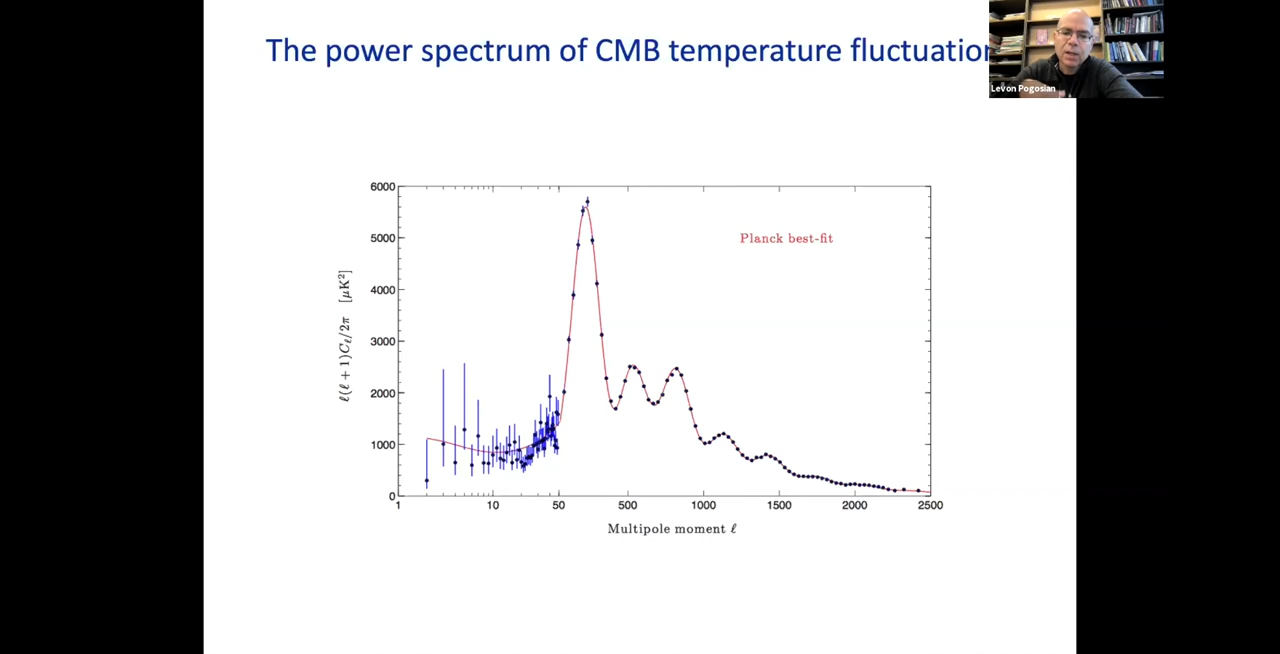 The power spectrum of CMB temperature fluctuation
Levon Pogosian
6000
5000
4000
3000
2000
1000
0
ℓ(ℓ + 1)Cℓ/2π [μK²]
Planck best-fit
1 10 50 500 1000 1500 2000 2500
Multipole moment ℓ